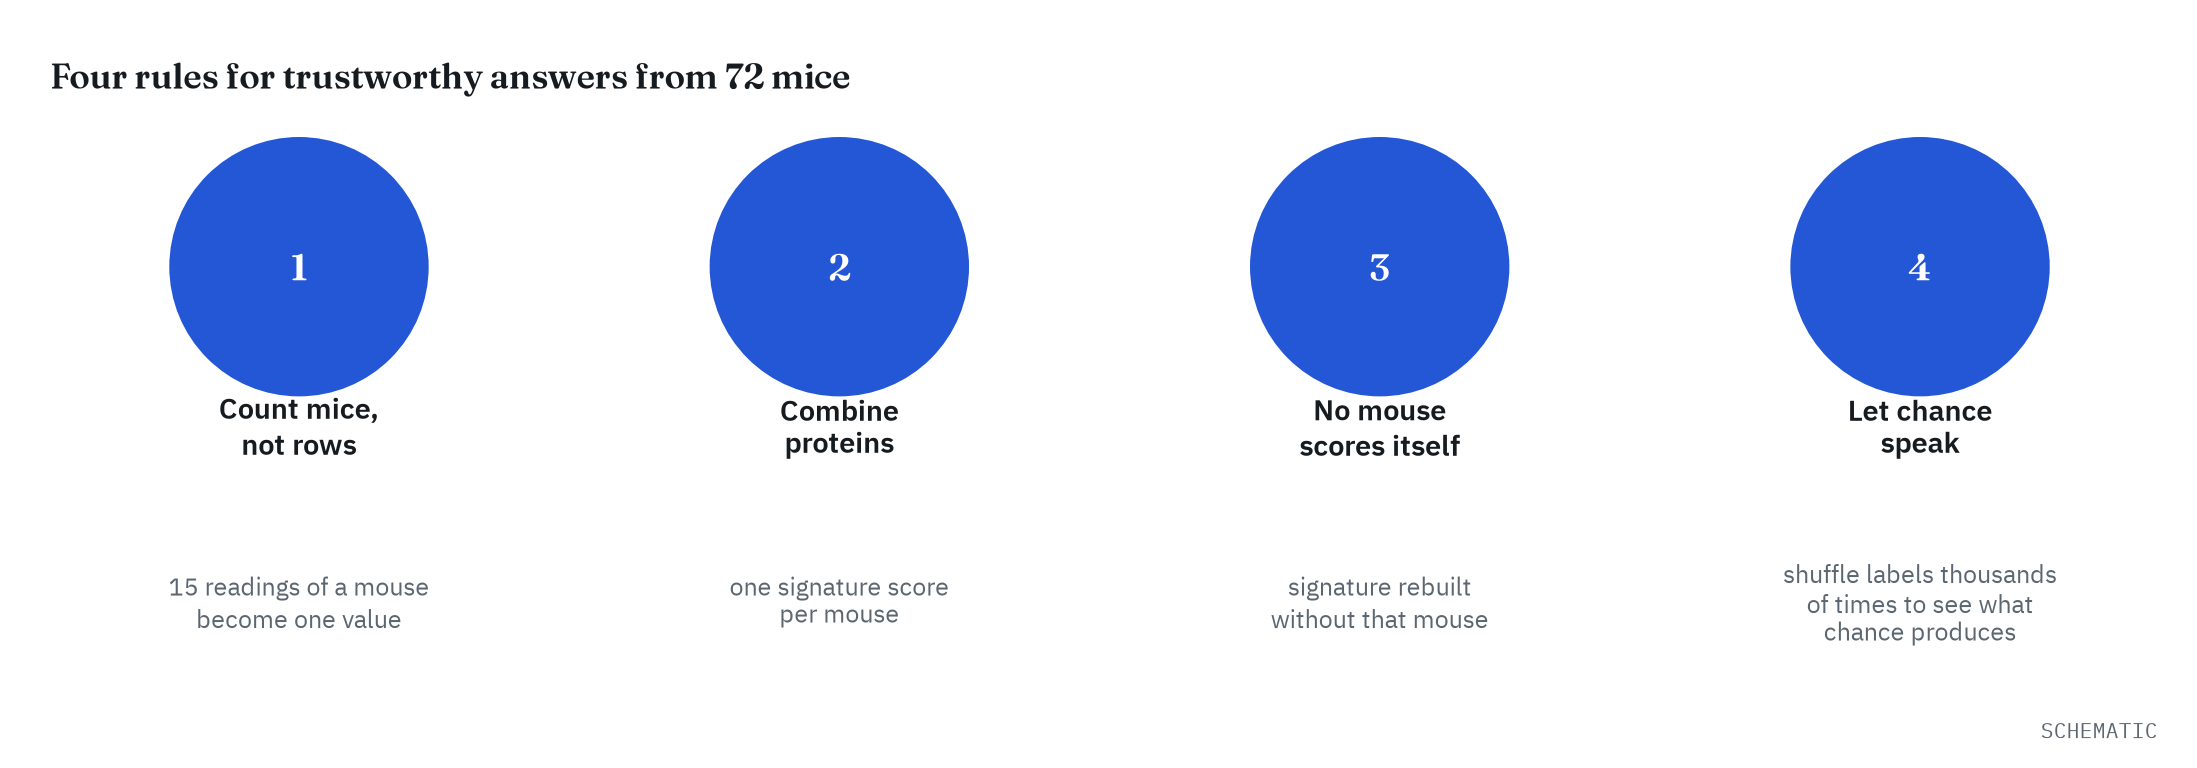 Four rules for trustworthy answers from 72 mice
1
2
3
4
Count mice,
not rows
Combine
proteins
No mouse
scores itself
Let chance
speak
15 readings of a mouse
become one value
one signature score
per mouse
signature rebuilt
without that mouse
shuffle labels thousands
of times to see what
chance produces
SCHEMATIC